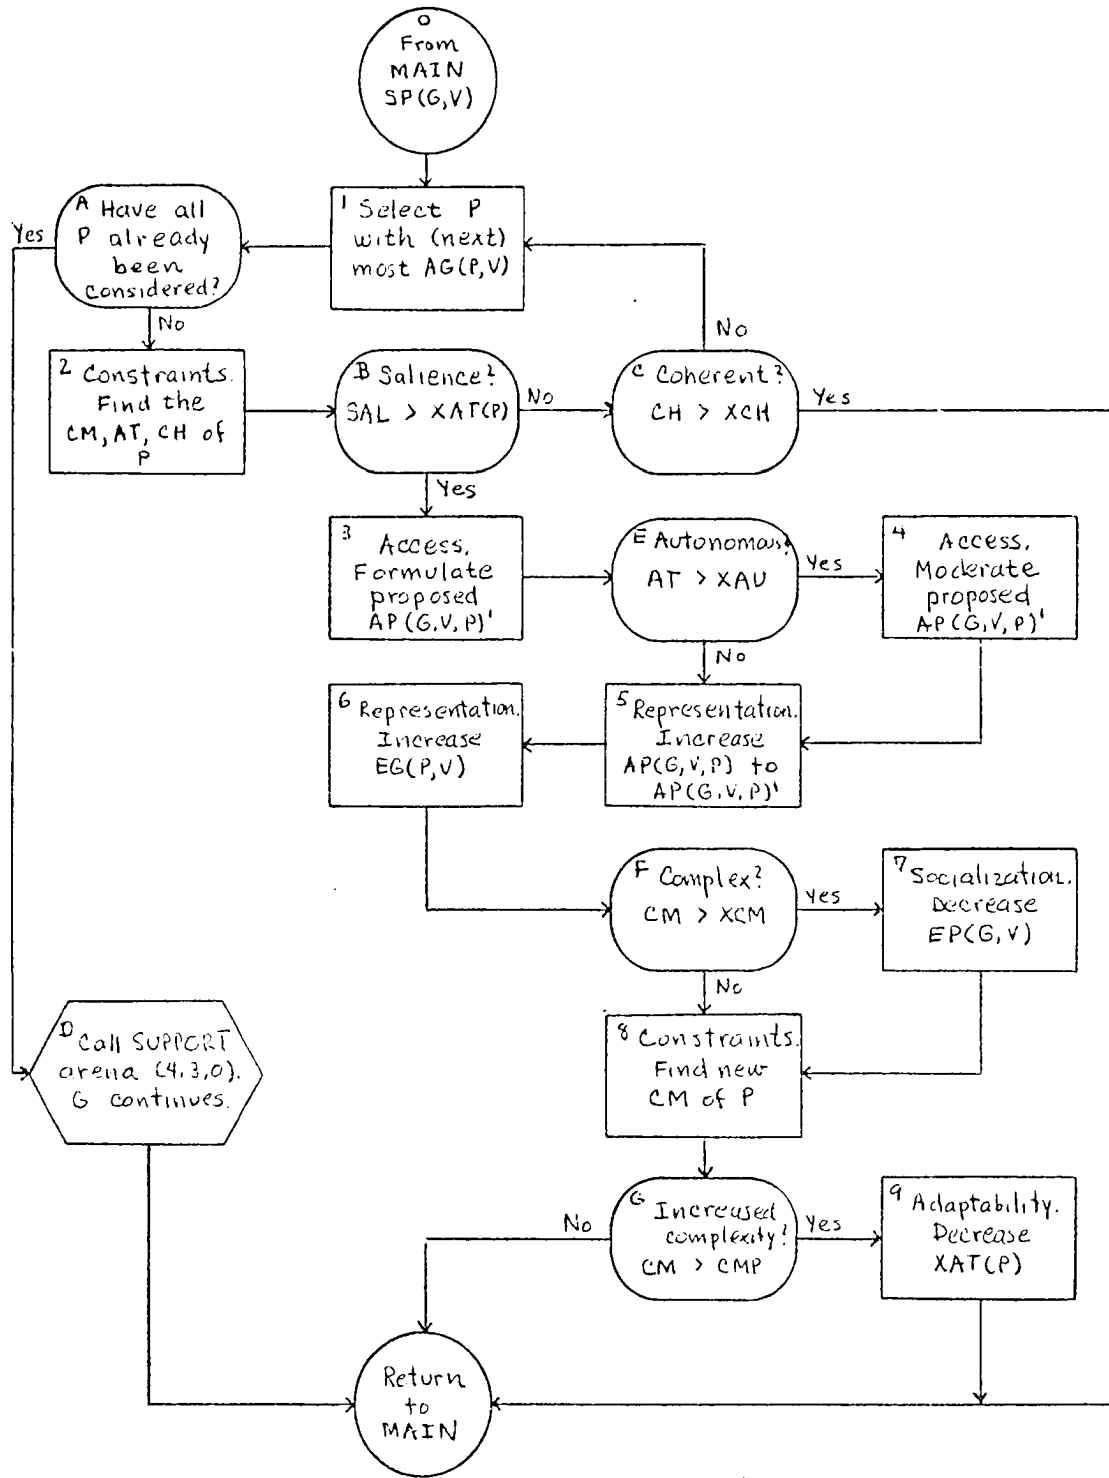 0
From
MAIN
SP(G,V)
A Have all
P already
been
considered?
Yes
No
1 Select P
with (next)
most AG(P,V)
No
2 Constraints.
Find the
CM, AT, CH of
P
B Salience?
SAL > XAT(P)
No
Yes
C Coherent?
CH > XCH
Yes
3 Access.
Formulate
proposed
AP(G,V,P)'
E Autonomous?
AT > XAU
Yes
No
4 Access.
Moderate
proposed
AP(G,V,P)'
6 Representation.
Increase
EG(P,V)
5 Representation.
Increase
AP(G,V,P) to
AP(G,V,P)'
F Complex?
CM > XCM
Yes
No
7 Socialization.
Decrease
EP(G,V)
D Call SUPPORT
arena (4,3,0).
G continues.
8 Constraints.
Find new
CM of P
No
G Increased
complexity?
CM > CMP
Yes
9 Adaptability.
Decrease
XAT(P)
Return
to
MAIN